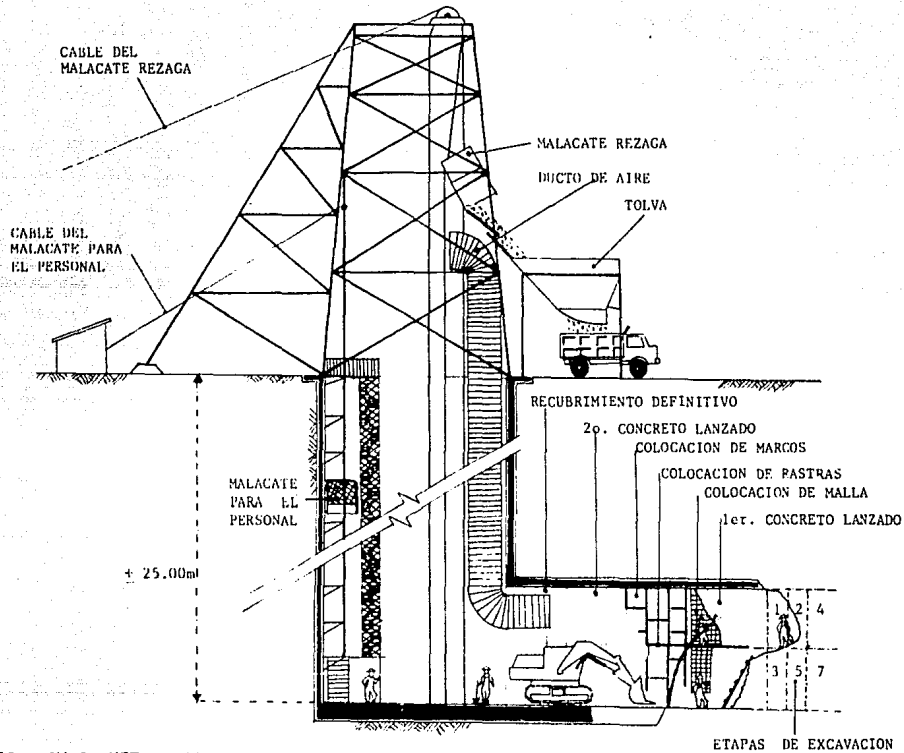 CABLE DEL
MALACATE REZAGA
MALACATE REZAGA
DUCTO DE AIRE
TOLVA
CABLE DEL
MALACATE PARA
EL PERSONAL
RECUBRIMIENTO DEFINITIVO
2o. CONCRETO LANZADO
COLOCACION DE MARCOS
COLOCACION DE RASTRAS
COLOCACION DE MALLA
1er. CONCRETO LANZADO
MALACATE
PARA EL
PERSONAL
+ 25.00m
1 2 4
3 5 7
ETAPAS DE EXCAVACION